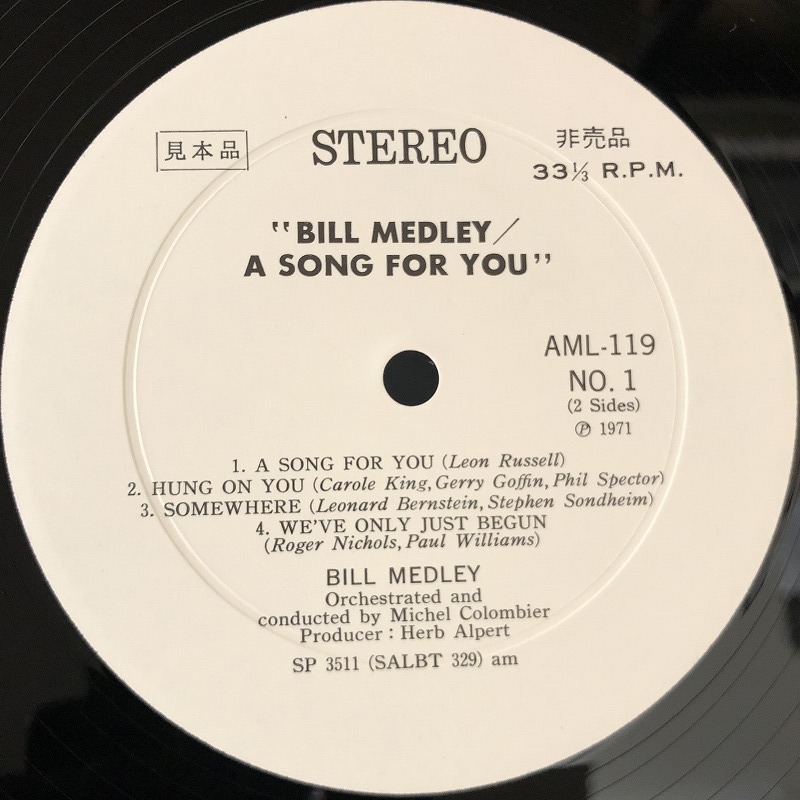 見本品 STEREO 非売品
33⅓ R.P.M.
"BILL MEDLEY/
A SONG FOR YOU"
AML-119
NO. 1
(2 Sides)
℗ 1971
1. A SONG FOR YOU (Leon Russell)
2. HUNG ON YOU (Carole King, Gerry Goffin, Phil Spector)
3. SOMEWHERE (Leonard Bernstein, Stephen Sondheim)
4. WE'VE ONLY JUST BEGUN
(Roger Nichols, Paul Williams)
BILL MEDLEY
Orchestrated and
conducted by Michel Colombier
Producer : Herb Alpert
SP 3511 (SALBT 329) am